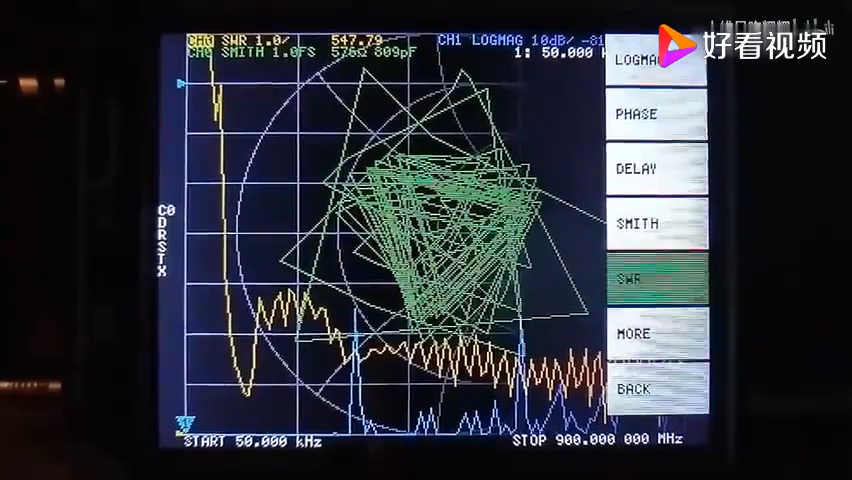 好看视频
CH0 SWR 1.0/ 547.79 CH1 LOGMAG 10dB/ -81
CH0 SMITH 1.0FS 576Ω 809pF 1: 50.000
LOGMAG
PHASE
DELAY
SMITH
SWR
MORE
BACK
C0
D
R
S
T
X
START 50.000 kHz STOP 900.000 000 MHz